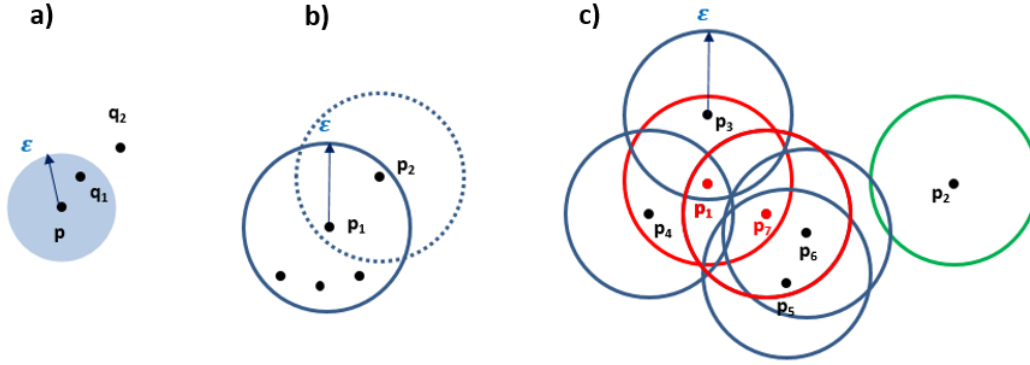 a)
q₂
ε
q₁
p
b)
ε
p₂
p₁
c)
ε
p₃
p₁
p₄
p₇
p₆
p₅
p₂